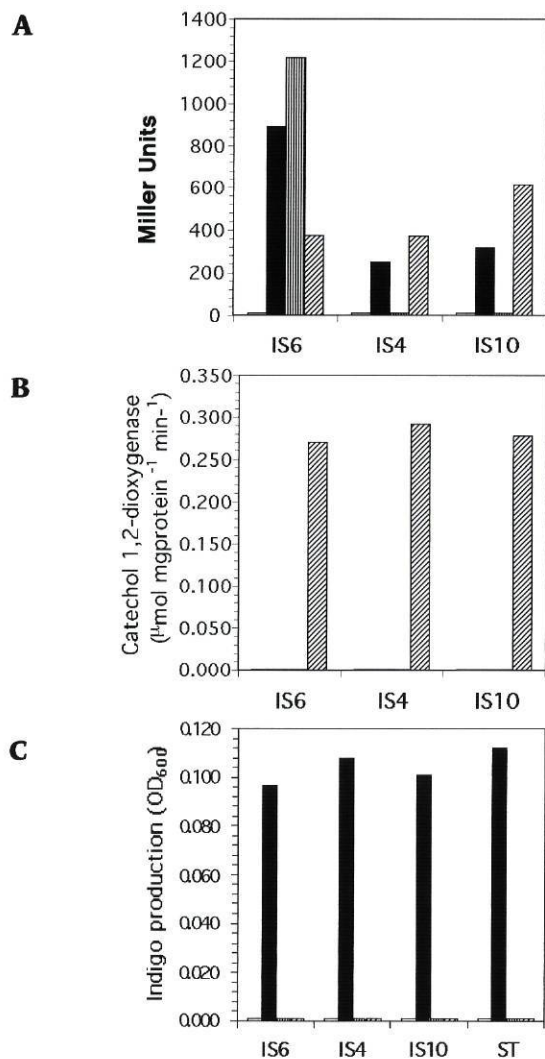 A
Miller Units
1400
1200
1000
800
600
400
200
0
IS6 IS4 IS10
B
Catechol 1,2-dioxygenase
(µmol mgprotein -1 min-1)
0.350
0.300
0.250
0.200
0.150
0.100
0.050
0.000
IS6 IS4 IS10
C
Indigo production (OD600)
0.120
0.100
0.080
0.060
0.040
0.020
0.000
IS6 IS4 IS10 ST